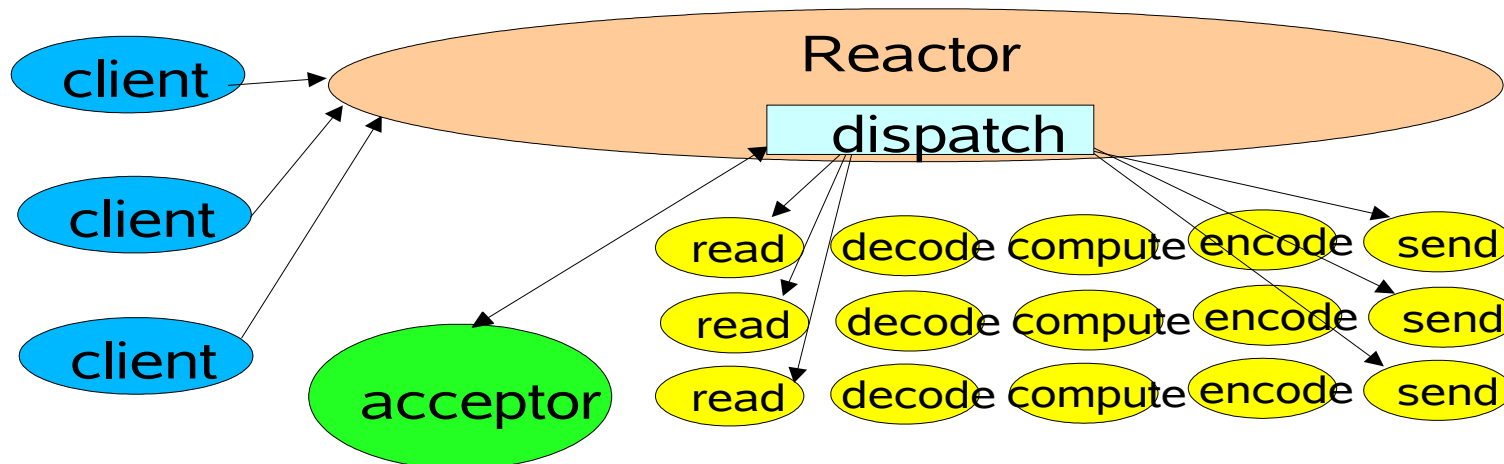 Reactor
client
dispatch
client
read decode compute encode send
read decode compute encode send
client
acceptor
read decode compute encode send